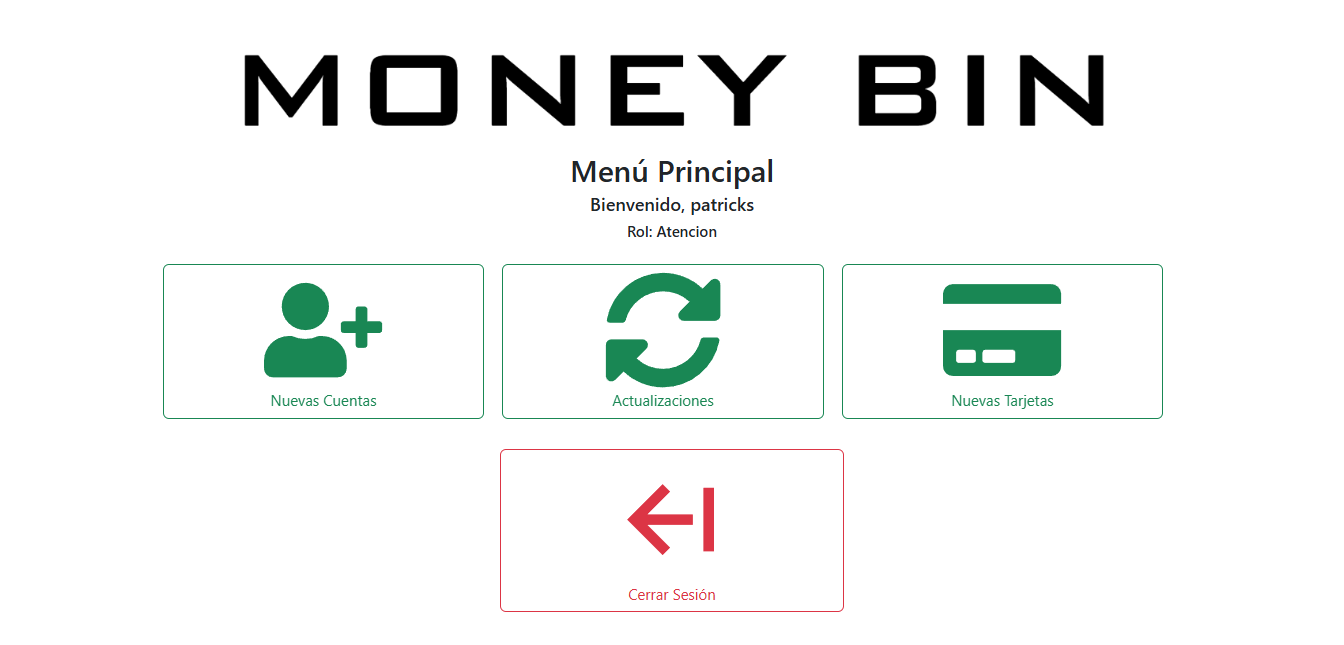 MONEY BIN
Menú Principal
Bienvenido, patricks
Rol: Atencion
Nuevas Cuentas
Actualizaciones
Nuevas Tarjetas
Cerrar Sesión